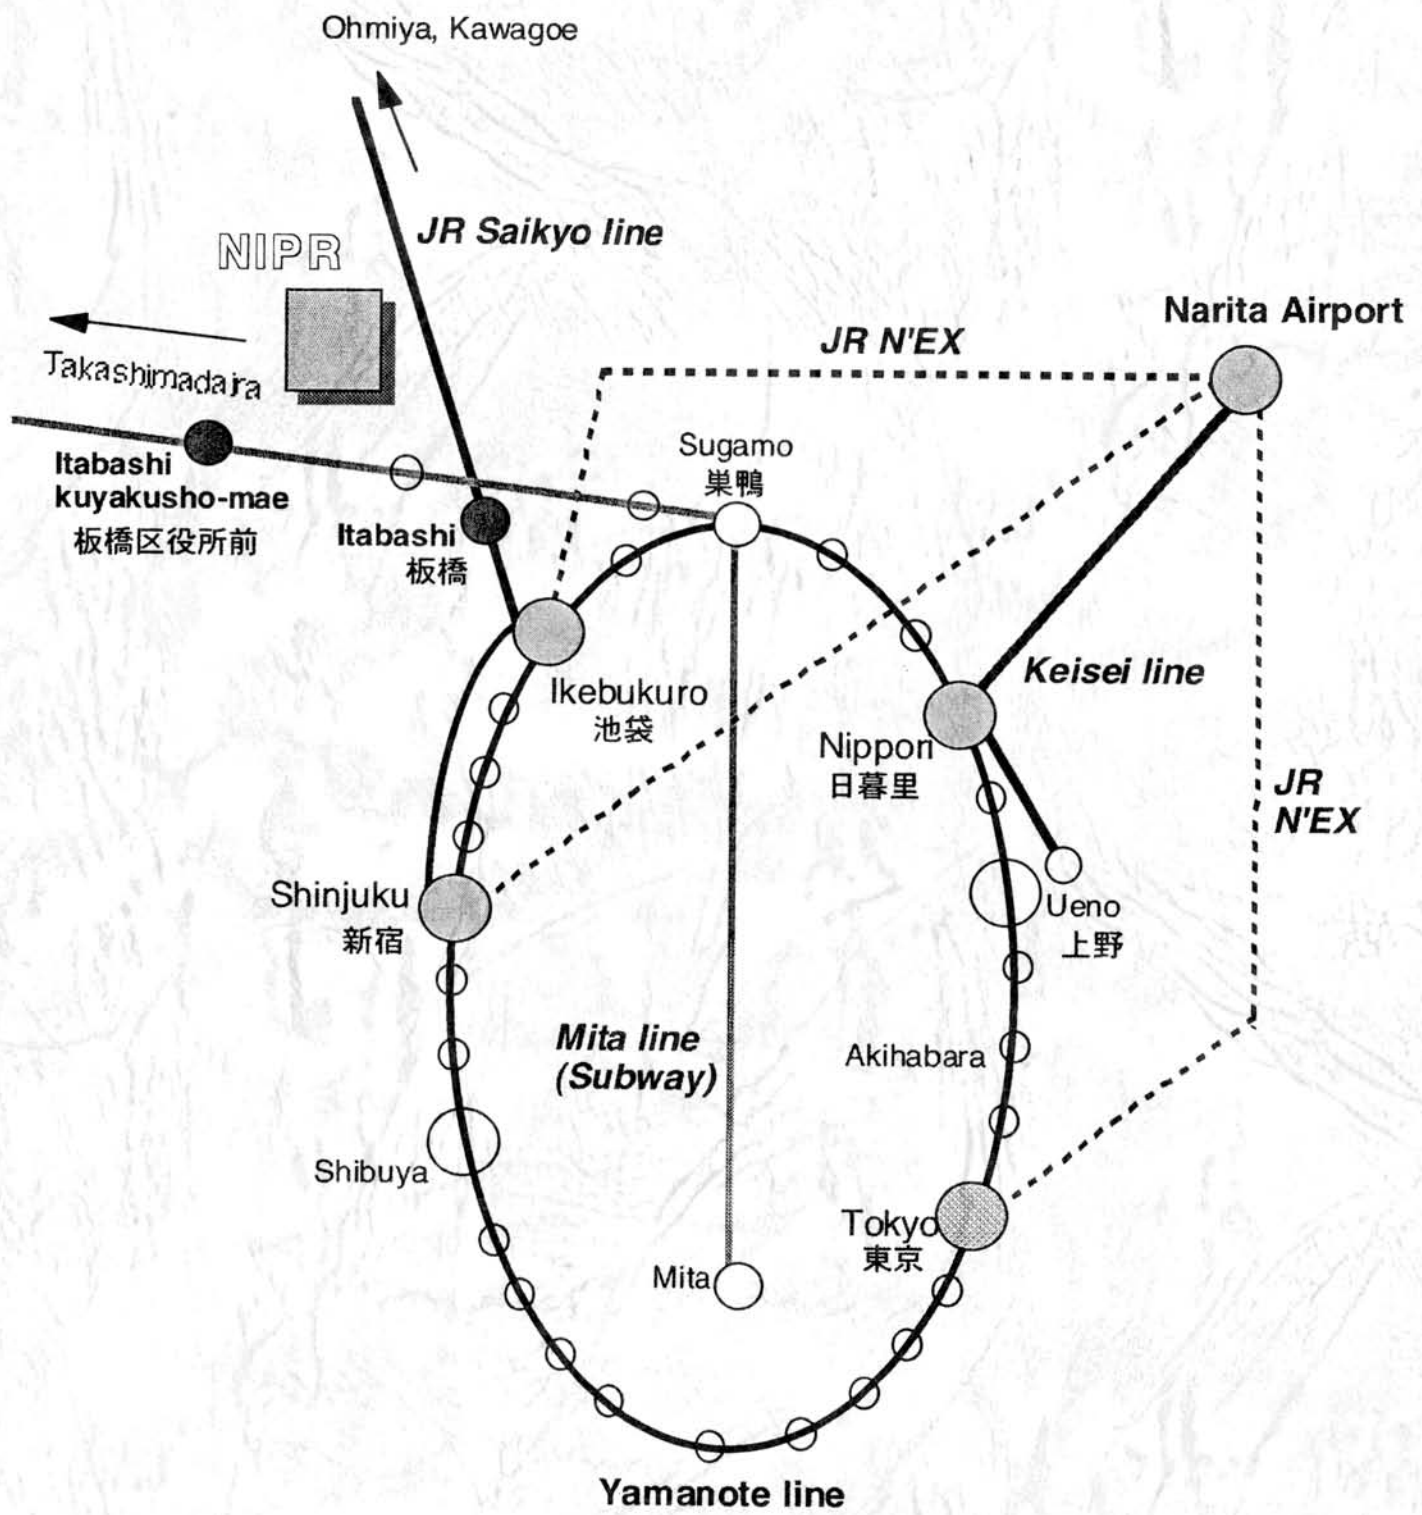 Ohmiya, Kawagoe
JR Saikyo line
NIPR
Narita Airport
JR N'EX
Takashimadaira
Sugamo
巣鴨
Itabashi
kuyakusho-mae
板橋区役所前
Itabashi
板橋
Keisei line
Ikebukuro
池袋
Nippori
日暮里
JR
N'EX
Shinjuku
新宿
Ueno
上野
Mita line
(Subway)
Akihabara
Shibuya
Tokyo
東京
Mita
Yamanote line